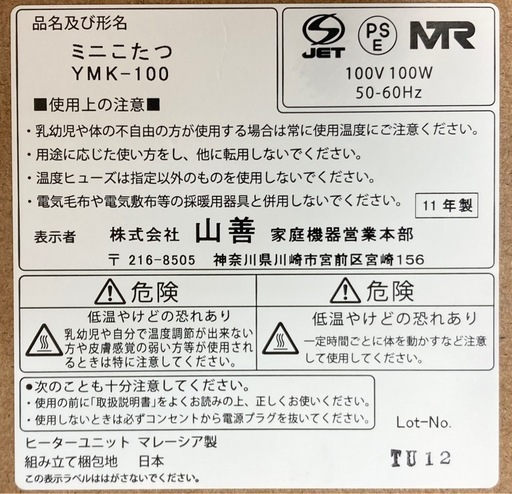 品名及び形名
ミニこたつ
YMK-100
S JET
PS E
MR
100V 100W
50-60Hz
■使用上の注意■
・乳幼児や体の不自由の方が使用する場合は常に使用温度にご注意ください。
・用途に応じた使い方をし、他に転用しないでください。
・温度ヒューズは指定以外のものを使用しないでください。
・電気毛布や電気敷布等の採暖用器具と併用しないでください。
11年製
表示者 株式会社 山善 家庭機器営業本部
〒216-8505 神奈川県川崎市宮前区宮崎156
危険
低温やけどの恐れあり
乳幼児や自分で温度調節が出来ない
方や皮膚感覚の弱い方等が使用され
るときは特に注意してください。
危険
低温やけどの恐れあり
一定時間ごとに体を動かすなど注意
して使用してください。
●次のことも十分注意してください。
・使用の前に「取扱説明書」をよくお読みの上、正しくお使いください。
・使用しないときは必ずコンセントから電源プラグを抜いてください。
ヒーターユニット マレーシア製
組み立て梱包地 日本
この表示ラベルははがさないでください。
Lot-No.
TU12